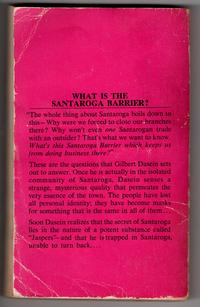 WHAT IS THE
SANTAROGA BARRIER?
"The whole thing about Santaroga boils down to
this—Why were we forced to close our branches
there? Why won't even one Santarogan trade
with an outsider? That's what we want to know.
What's this Santaroga Barrier which keeps us
from doing business there?"
These are the questions that Gilbert Dasein sets
out to answer. Once he is actually in the isolated
community of Santaroga, Dasein senses a
strange, mysterious quality that permeates the
very essence of the town. The people have lost
all personal identity; they have become masks
for something that is the same in all of them....
Soon Dasein realizes that the secret of Santaroga
lies in the nature of a potent substance called
"Jaspers"—and that he is trapped in Santaroga,
unable to turn back....